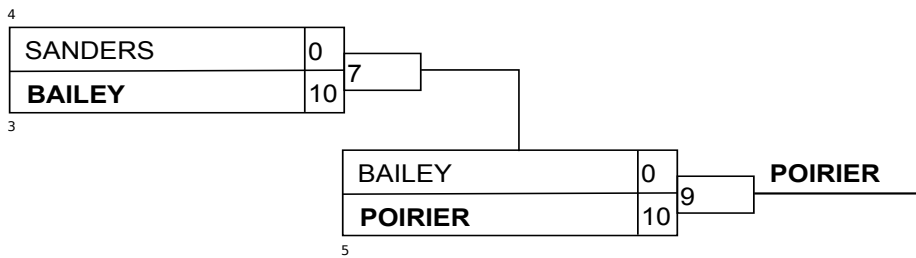 4
SANDERS 0
7
BAILEY 10
3
BAILEY 0
9
POIRIER 10
5
POIRIER